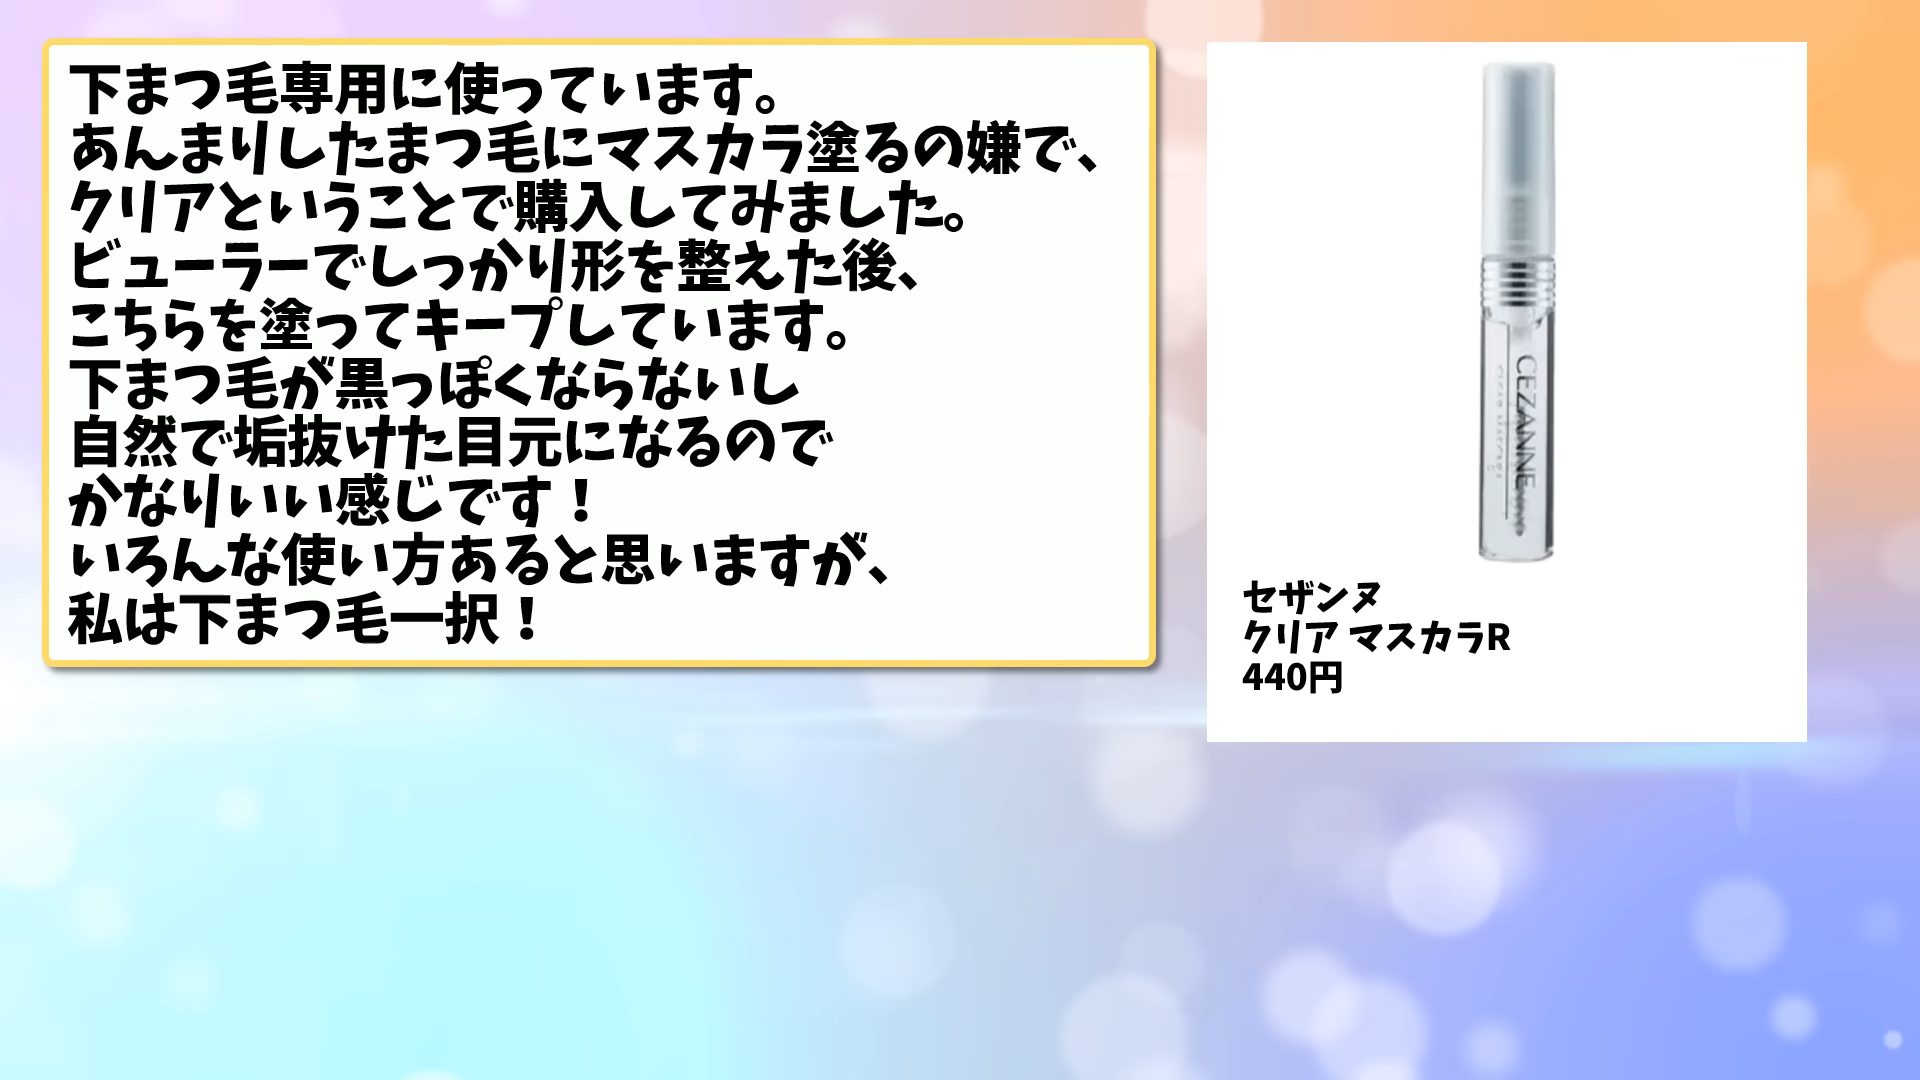 下まつ毛専用に使っています。
あんまりしたまつ毛にマスカラ塗るの嫌で、
クリアということで購入してみました。
ビューラーでしっかり形を整えた後、
こちらを塗ってキープしています。
下まつ毛が黒っぽくならないし
自然で垢抜けた目元になるので
かなりいい感じです！
いろんな使い方あると思いますが、
私は下まつ毛一択！
CEZANNE
セザンヌ
クリア マスカラR
440円